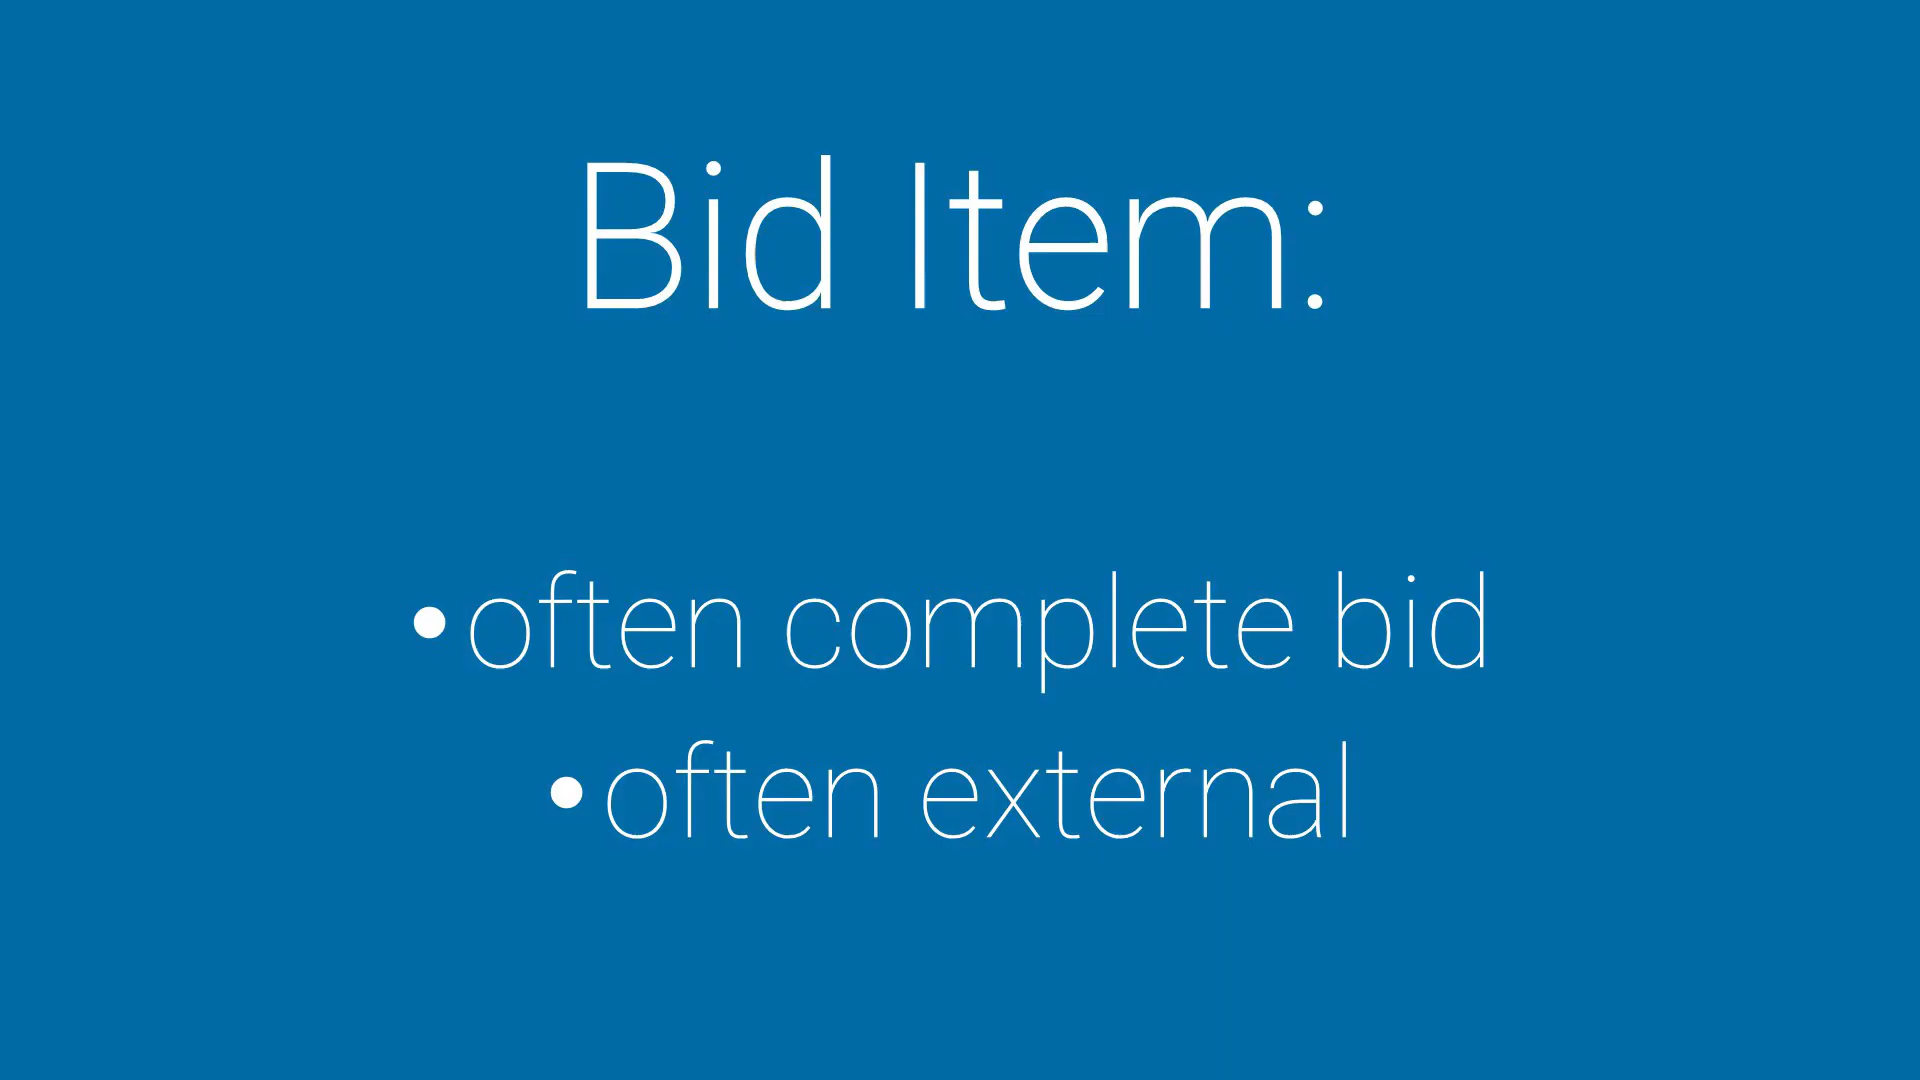 Bid Item:
•often complete bid
•often external